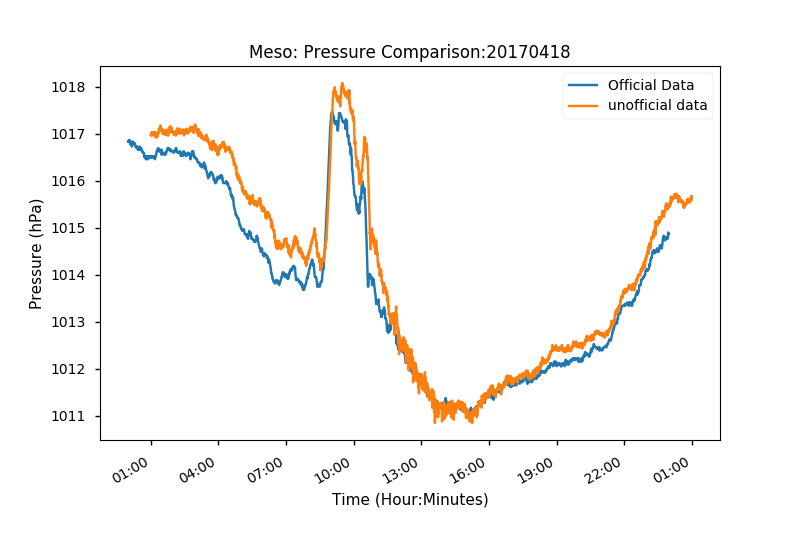 Meso: Pressure Comparison:20170418
Official Data
unofficial data
Pressure (hPa)
1018
1017
1016
1015
1014
1013
1012
1011
01:00 04:00 07:00 10:00 13:00 16:00 19:00 22:00 01:00
Time (Hour:Minutes)